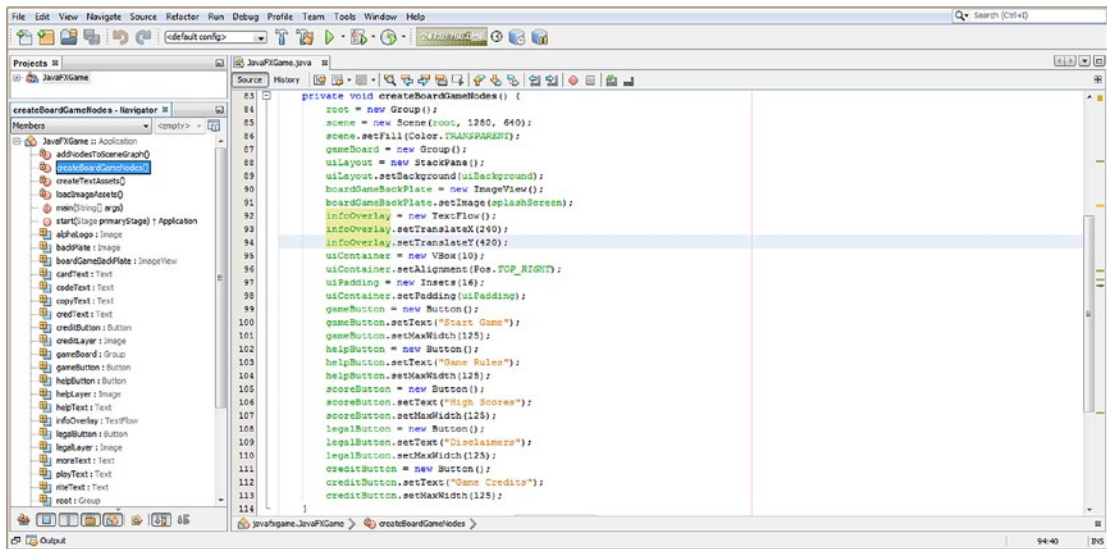 File Edit View Navigate Source Refactor Run Debug Profile Team Tools Window Help
Search (Ctrl+I)
<default config>
Projects
JavaFXGame
createBoardGameNodes - Navigator
Members
<empty>
JavaFXGame :: Application
addNodesToSceneGraph()
createBoardGameNodes()
createTextAssets()
loadImageAssets()
main(String[] args)
start(Stage primaryStage) ↑ Application
alphaLogo : Image
backPlate : Image
boardGameBackPlate : ImageView
cardText : Text
codeText : Text
copyText : Text
credText : Text
creditButton : Button
creditLayer : Image
gameBoard : Group
gameButton : Button
helpButton : Button
helpLayer : Image
helpText : Text
infoOverlay : TextFlow
legalButton : Button
legalLayer : Image
moreText : Text
playText : Text
riteText : Text
root : Group
JavaFXGame.java
Source History
83 private void createBoardGameNodes() {
84 root = new Group();
85 scene = new Scene(root, 1280, 640);
86 scene.setFill(Color.TRANSPARENT);
87 gameBoard = new Group();
88 uiLayout = new StackPane();
89 uiLayout.setBackground(uiBackground);
90 boardGameBackPlate = new ImageView();
91 boardGameBackPlate.setImage(splashScreen);
92 infoOverlay = new TextFlow();
93 infoOverlay.setTranslateX(240);
94 infoOverlay.setTranslateY(420);
95 uiContainer = new VBox(10);
96 uiContainer.setAlignment(Pos.TOP_RIGHT);
97 uiPadding = new Insets(16);
98 uiContainer.setPadding(uiPadding);
99 gameButton = new Button();
100 gameButton.setText("Start Game");
101 gameButton.setMaxWidth(125);
102 helpButton = new Button();
103 helpButton.setText("Game Rules");
104 helpButton.setMaxWidth(125);
105 scoreButton = new Button();
106 scoreButton.setText("High Scores");
107 scoreButton.setMaxWidth(125);
108 legalButton = new Button();
109 legalButton.setText("Disclaimers");
110 legalButton.setMaxWidth(125);
111 creditButton = new Button();
112 creditButton.setText("Game Credits");
113 creditButton.setMaxWidth(125);
114 }
javafxgame.JavaFXGame
createBoardGameNodes
Output
94:40
INS